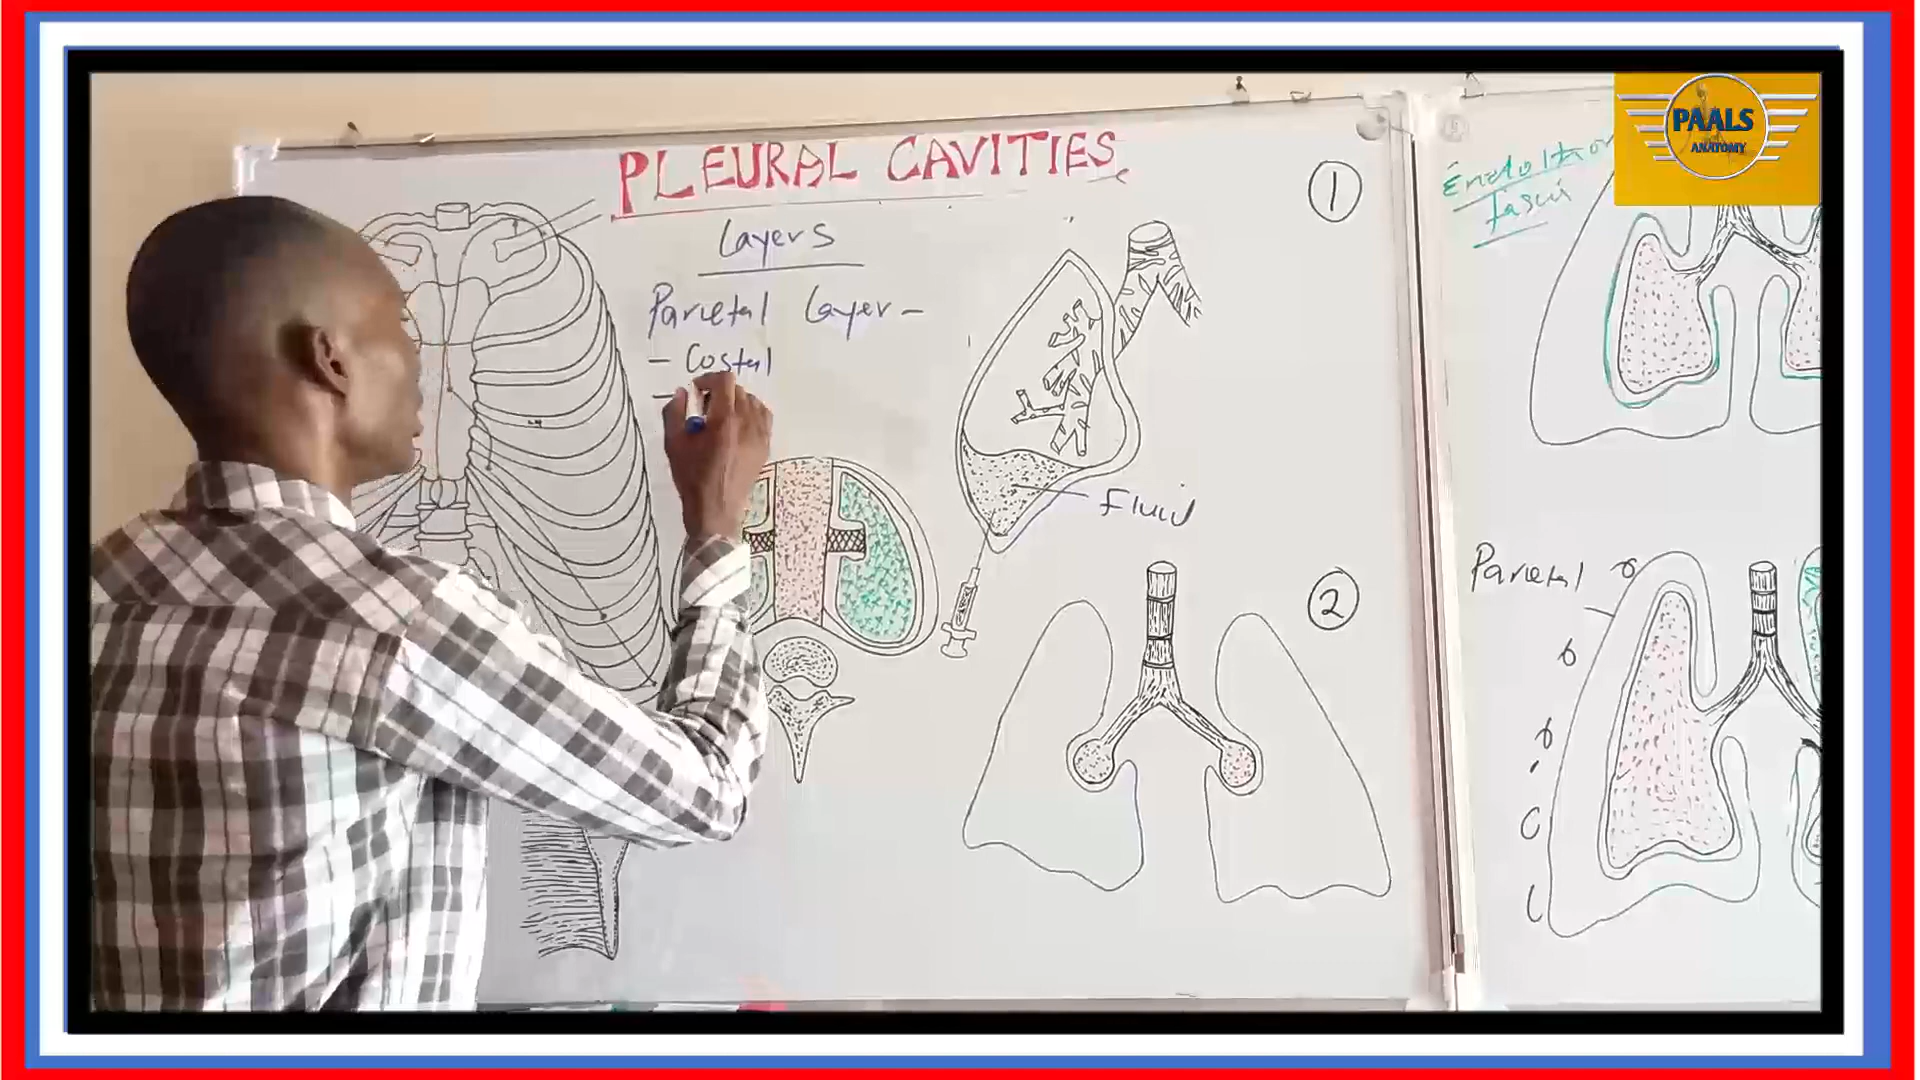 PLEURAL CAVITIES
Layers
Parietal Layer -
- Costal
-
Fluid
1
2
PAALS
ANATOMY
Parietal